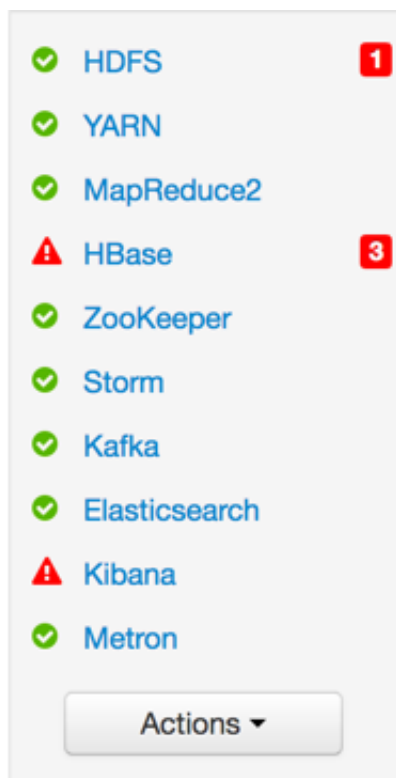 HDFS 1
YARN
MapReduce2
HBase 3
ZooKeeper
Storm
Kafka
Elasticsearch
Kibana
Metron
Actions